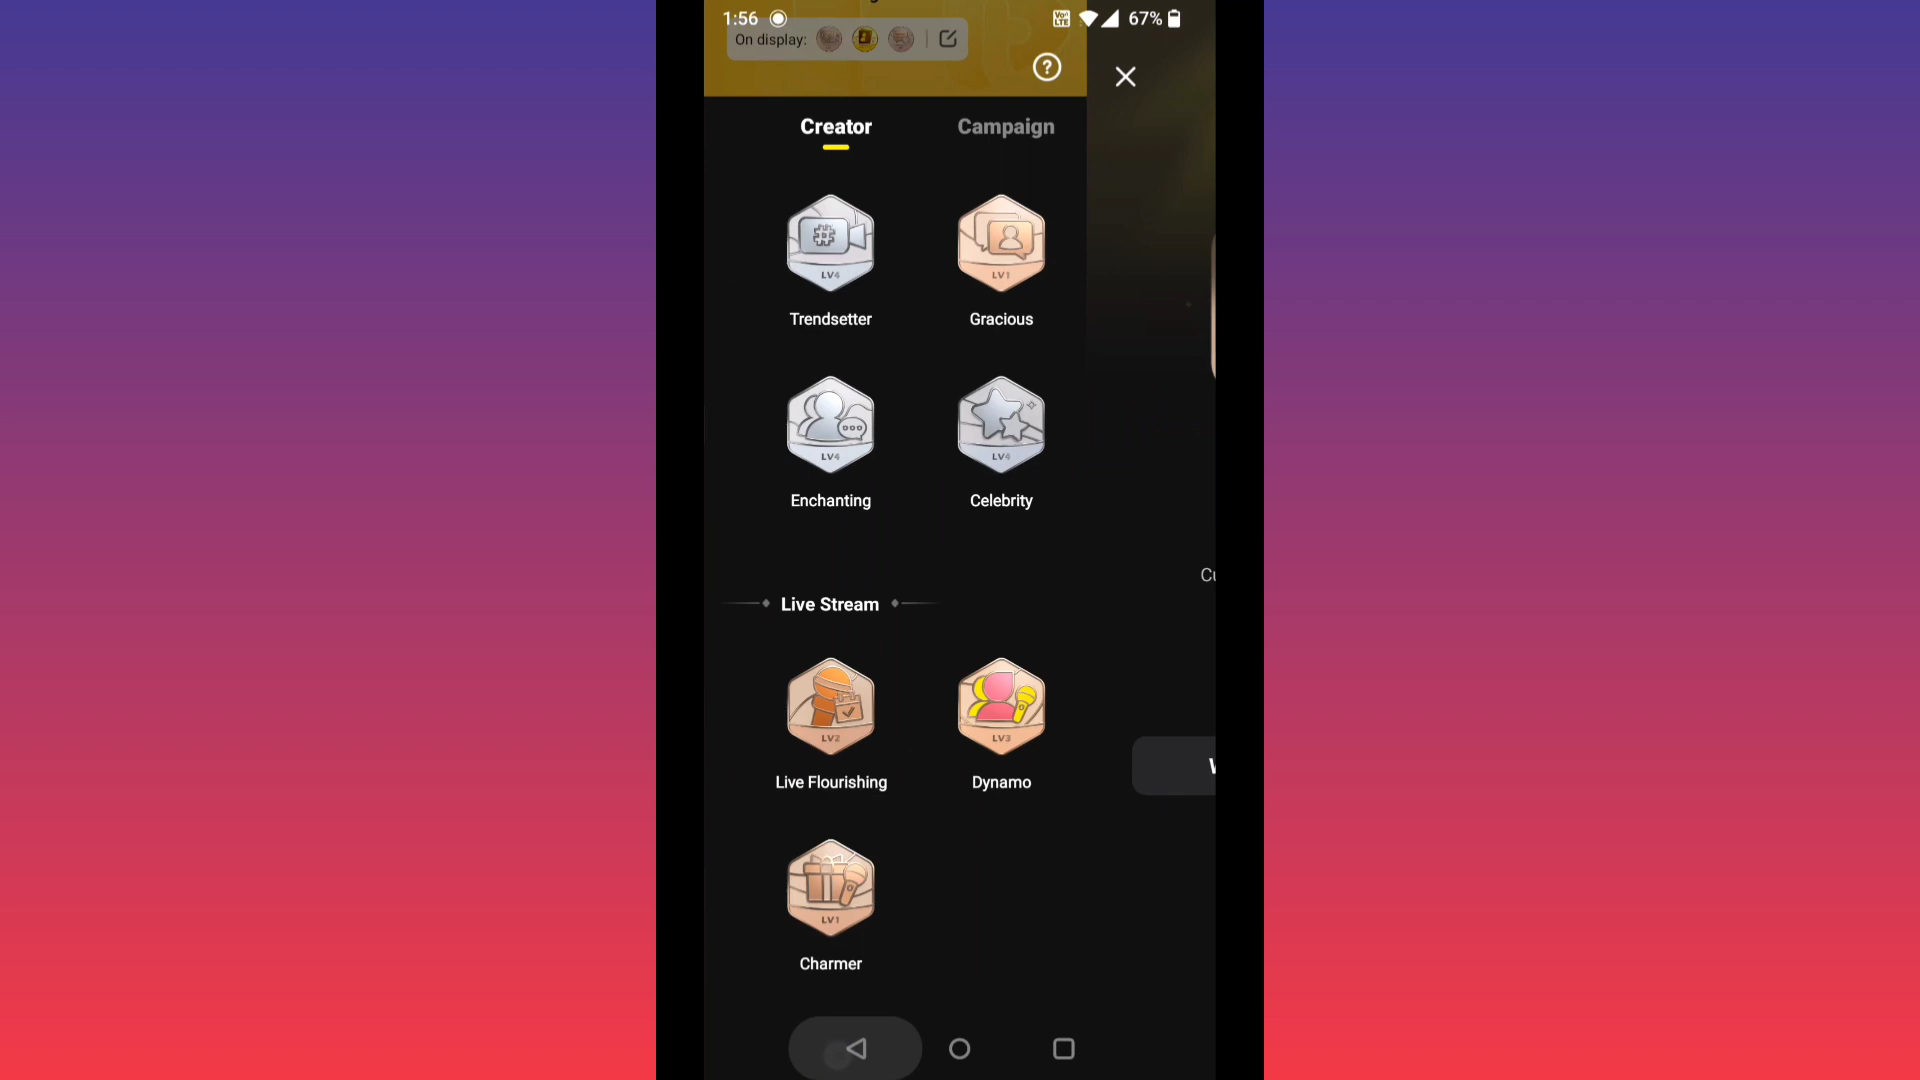 1:56
67%
On display:
Creator
Campaign
LV4
LV1
Trendsetter
Gracious
LV4
LV4
Enchanting
Celebrity
Live Stream
LV2
LV3
Live Flourishing
Dynamo
LV1
Charmer